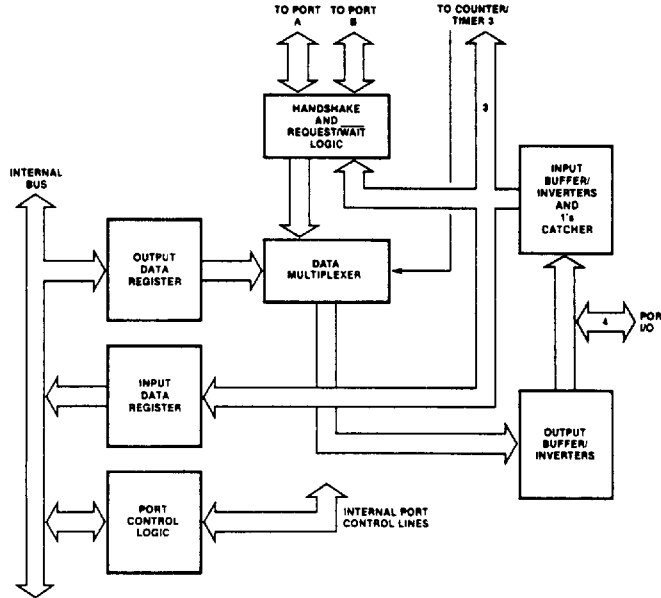 TO PORT
A
TO PORT
B
TO COUNTER/
TIMER 3
HANDSHAKE
AND
REQUEST/WAIT
LOGIC
3
INTERNAL
BUS
INPUT
BUFFER/
INVERTERS
AND
1's
CATCHER
OUTPUT
DATA
REGISTER
DATA
MULTIPLEXER
4
PORT
I/O
INPUT
DATA
REGISTER
OUTPUT
BUFFER/
INVERTERS
PORT
CONTROL
LOGIC
INTERNAL PORT
CONTROL LINES